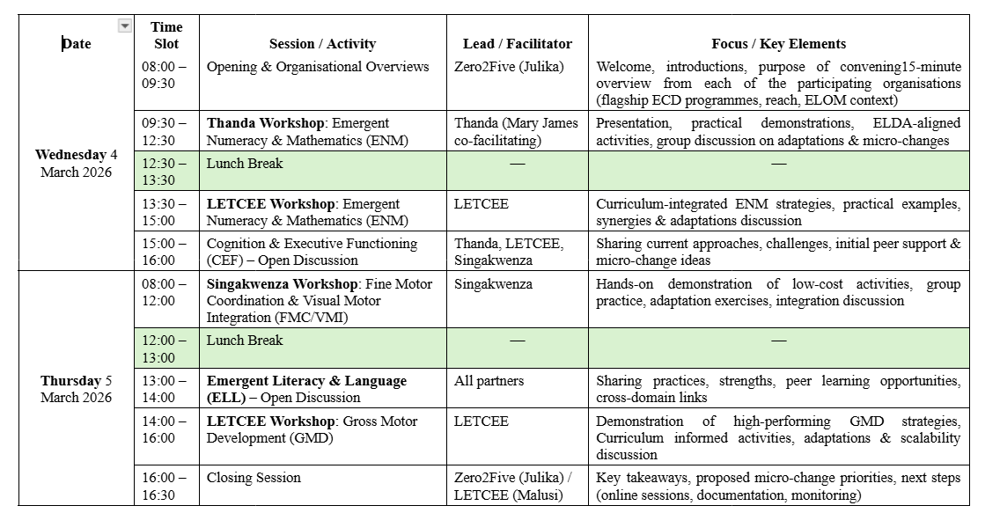 Date
Time
Slot
Session / Activity
Lead / Facilitator
Focus / Key Elements
Wednesday 4
March 2026
08:00 –
09:30
Opening & Organisational Overviews
Zero2Five (Julika)
Welcome, introductions, purpose of convening15-minute
overview from each of the participating organisations
(flagship ECD programmes, reach, ELOM context)
09:30 –
12:30
Thanda Workshop: Emergent
Numeracy & Mathematics (ENM)
Thanda (Mary James
co-facilitating)
Presentation, practical demonstrations, ELDA-aligned
activities, group discussion on adaptations & micro-changes
12:30 –
13:30
Lunch Break
—
—
13:30 –
15:00
LETCEE Workshop: Emergent
Numeracy & Mathematics (ENM)
LETCEE
Curriculum-integrated ENM strategies, practical examples,
synergies & adaptations discussion
15:00 –
16:00
Cognition & Executive Functioning
(CEF) – Open Discussion
Thanda, LETCEE,
Singakwenza
Sharing current approaches, challenges, initial peer support &
micro-change ideas
Thursday 5
March 2026
08:00 –
12:00
Singakwenza Workshop: Fine Motor
Coordination & Visual Motor
Integration (FMC/VMI)
Singakwenza
Hands-on demonstration of low-cost activities, group
practice, adaptation exercises, integration discussion
12:00 –
13:00
Lunch Break
—
—
13:00 –
14:00
Emergent Literacy & Language
(ELL) – Open Discussion
All partners
Sharing practices, strengths, peer learning opportunities,
cross-domain links
14:00 –
16:00
LETCEE Workshop: Gross Motor
Development (GMD)
LETCEE
Demonstration of high-performing GMD strategies,
Curriculum informed activities, adaptations & scalability
discussion
16:00 –
16:30
Closing Session
Zero2Five (Julika) /
LETCEE (Malusi)
Key takeaways, proposed micro-change priorities, next steps
(online sessions, documentation, monitoring)